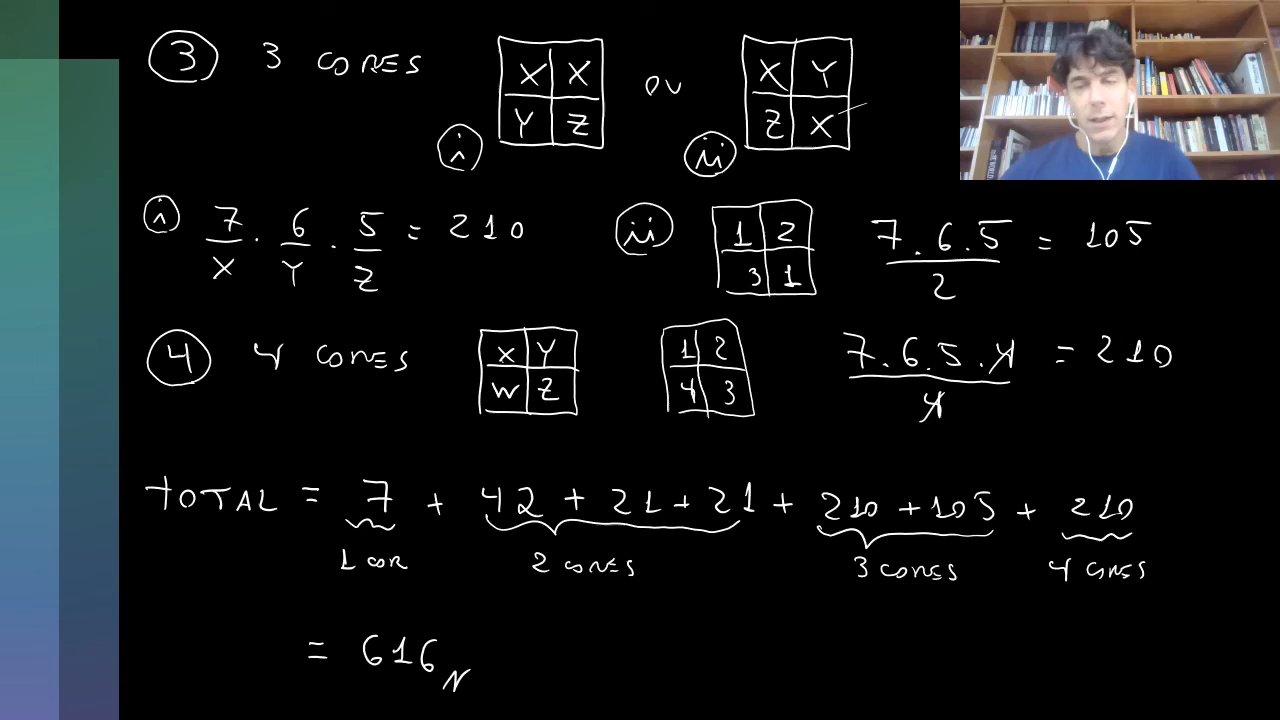 3 3 CORES X X Y Z OU X Y Z X
i ii
i 7/X · 6/Y · 5/Z = 210 ii 1 2 3 1 7.6.5/2 = 105
4 4 CORES X Y W Z 1 2 4 3 7.6.5.4/4 = 210
TOTAL = 7 + 42 + 21 + 21 + 210 + 105 + 210
1 COR 2 CORES 3 CORES 4 CORES
= 616